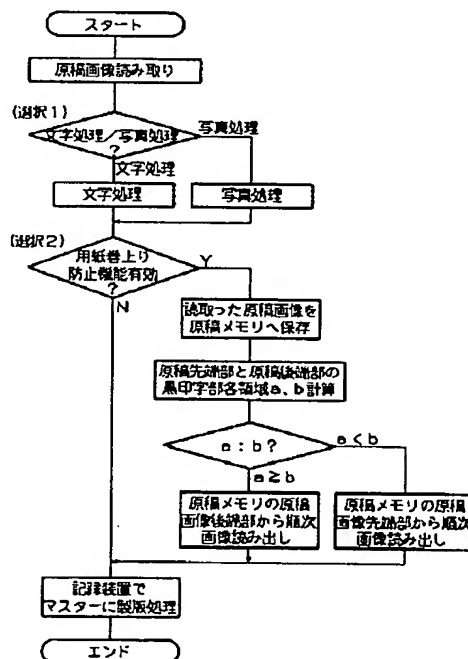 スタート
原稿画像読み取り
(選択1)
文字処理/写真処理
?
写真処理
文字処理
文字処理
写真処理
(選択2)
用紙巻上り
防止機能有効
?
Y
N
読取った原稿画像を
原稿メモリへ保存
原稿先端部と原稿後端部の
黒印字部各領域a、b計算
a:b?
a<b
a≧b
原稿メモリの原稿
画像後端部から順次
画像読み出し
原稿メモリの原稿
画像先端部から順次
画像読み出し
記録装置で
マスターに製版処理
エンド